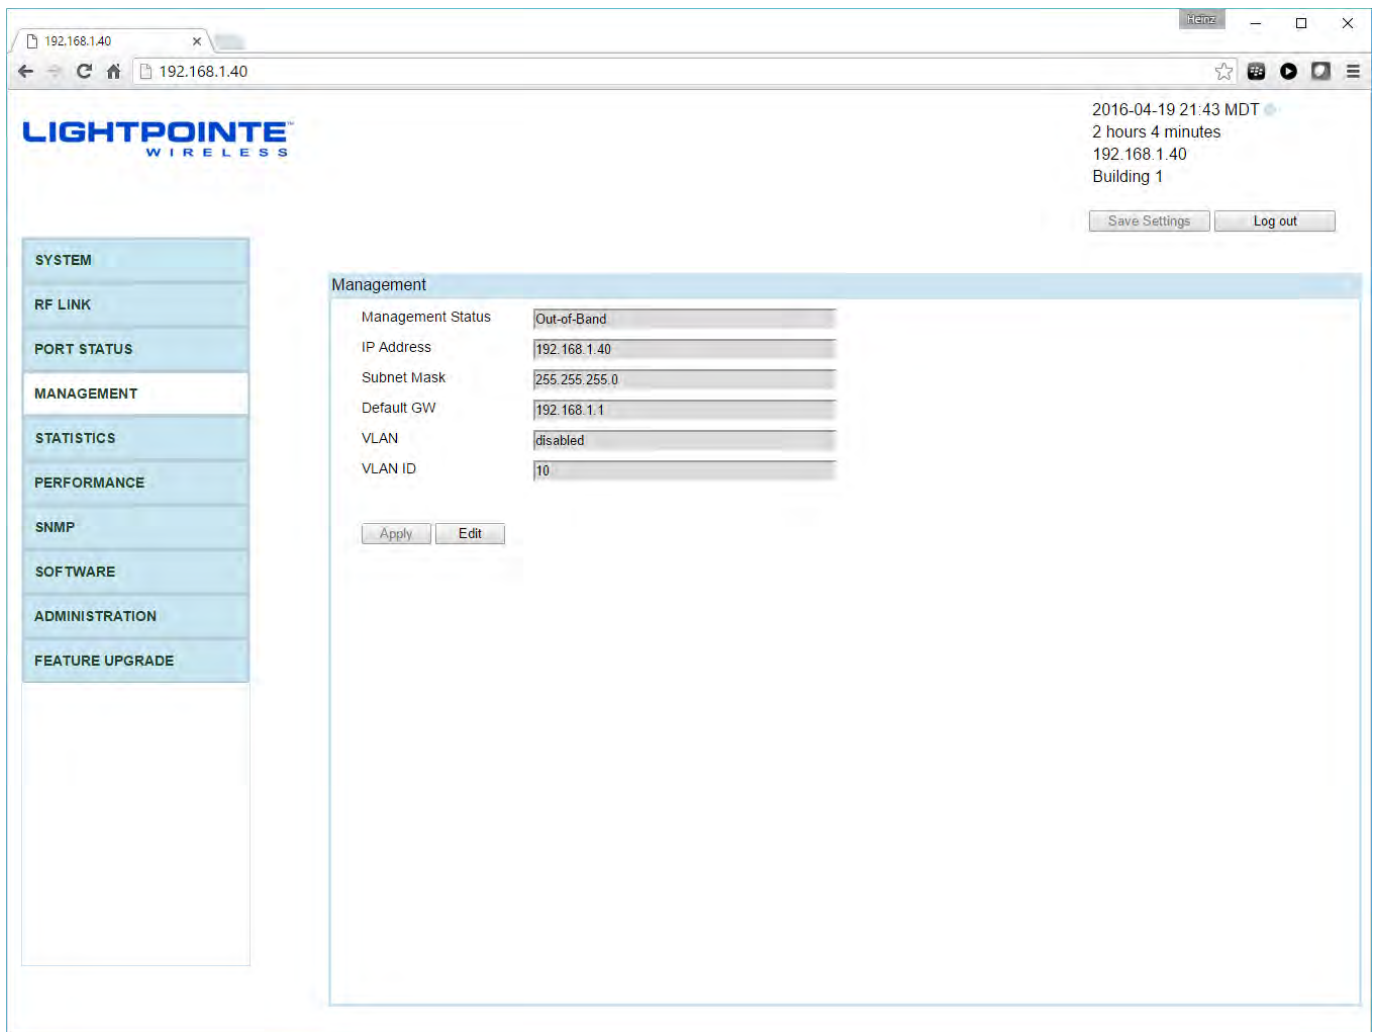 Heinz
192.168.1.40
192.168.1.40
LIGHTPOINTE™
WIRELESS
2016-04-19 21:43 MDT
2 hours 4 minutes
192.168.1.40
Building 1
Save Settings Log out
SYSTEM
RF LINK
PORT STATUS
MANAGEMENT
STATISTICS
PERFORMANCE
SNMP
SOFTWARE
ADMINISTRATION
FEATURE UPGRADE
Management
Management Status Out-of-Band
IP Address 192.168.1.40
Subnet Mask 255.255.255.0
Default GW 192.168.1.1
VLAN disabled
VLAN ID 10
Apply Edit